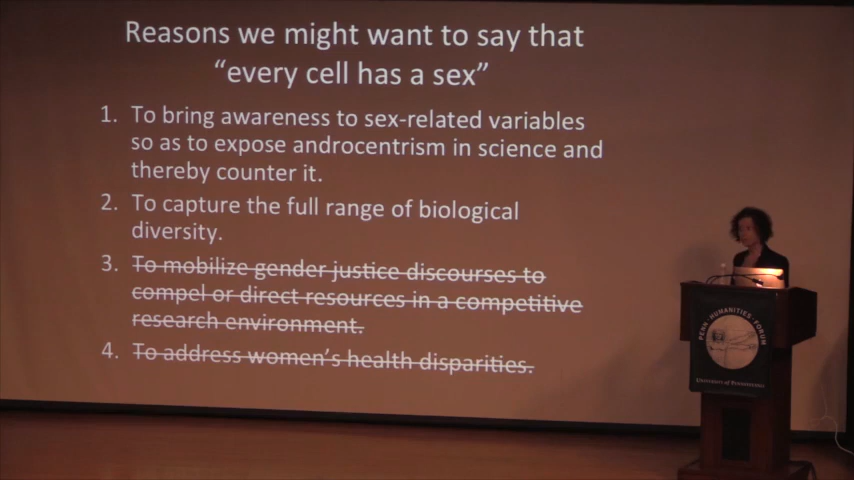 Reasons we might want to say that
“every cell has a sex”
1. To bring awareness to sex-related variables
so as to expose androcentrism in science and
thereby counter it.
2. To capture the full range of biological
diversity.
3. To mobilize gender justice discourses to
compel or direct resources in a competitive
research environment.
4. To address women’s health disparities.
PENN · HUMANITIES · FORUM
UNIVERSITY of PENNSYLVANIA